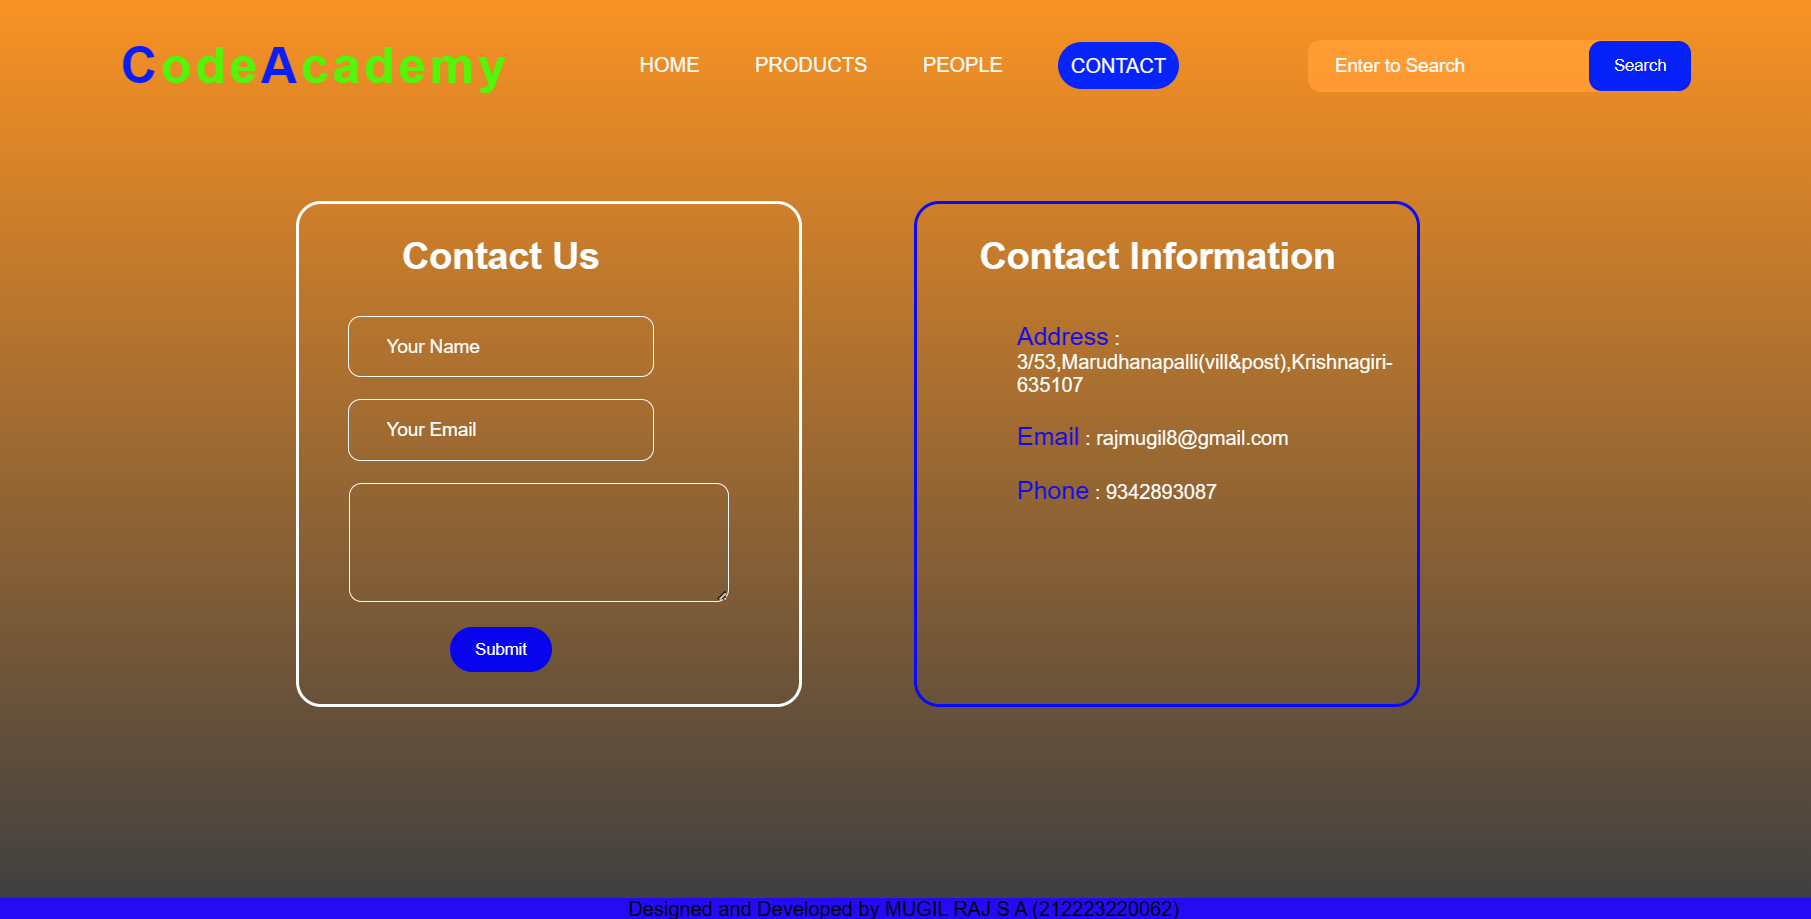 CodeAcademy
HOME PRODUCTS PEOPLE CONTACT
Enter to Search Search
Contact Us
Your Name
Your Email
Submit
Contact Information
Address :
3/53,Marudhanapalli(vill&post),Krishnagiri-
635107
Email : rajmugil8@gmail.com
Phone : 9342893087
Designed and Developed by MUGIL RAJ S A (212223220062)